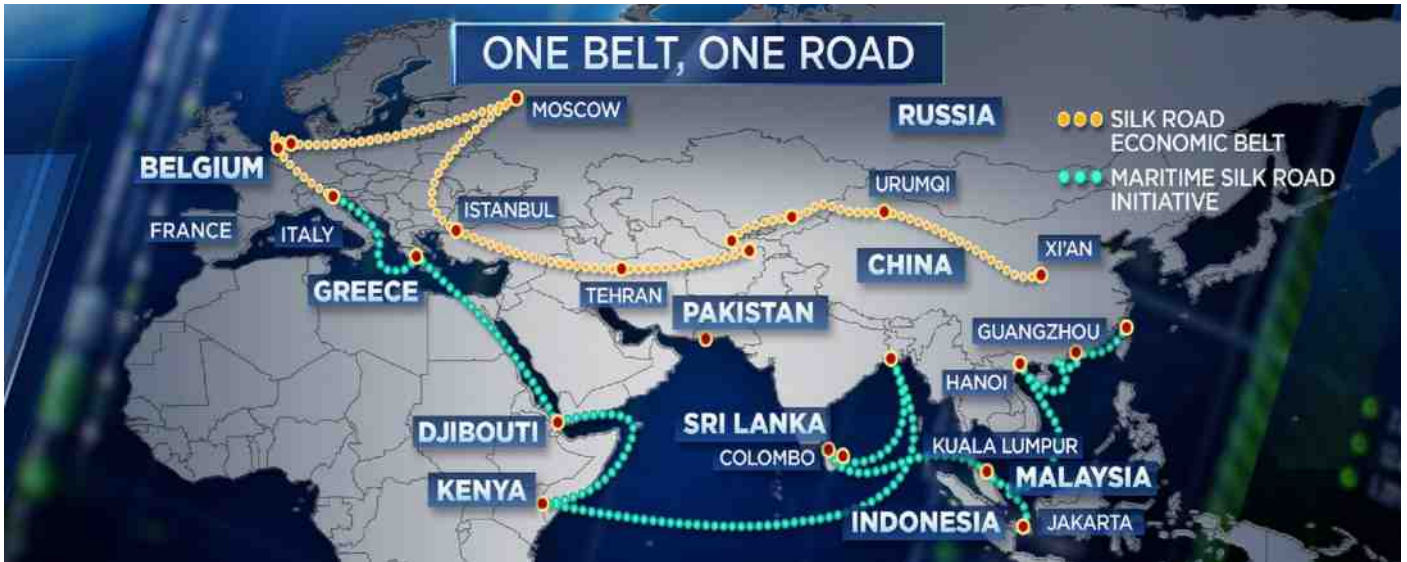 ONE BELT, ONE ROAD
MOSCOW
RUSSIA
SILK ROAD
ECONOMIC BELT
MARITIME SILK ROAD
INITIATIVE
BELGIUM
URUMQI
FRANCE
ITALY
ISTANBUL
XI'AN
CHINA
GREECE
TEHRAN
PAKISTAN
GUANGZHOU
HANOI
DJIBOUTI
SRI LANKA
COLOMBO
KUALA LUMPUR
KENYA
MALAYSIA
INDONESIA
JAKARTA